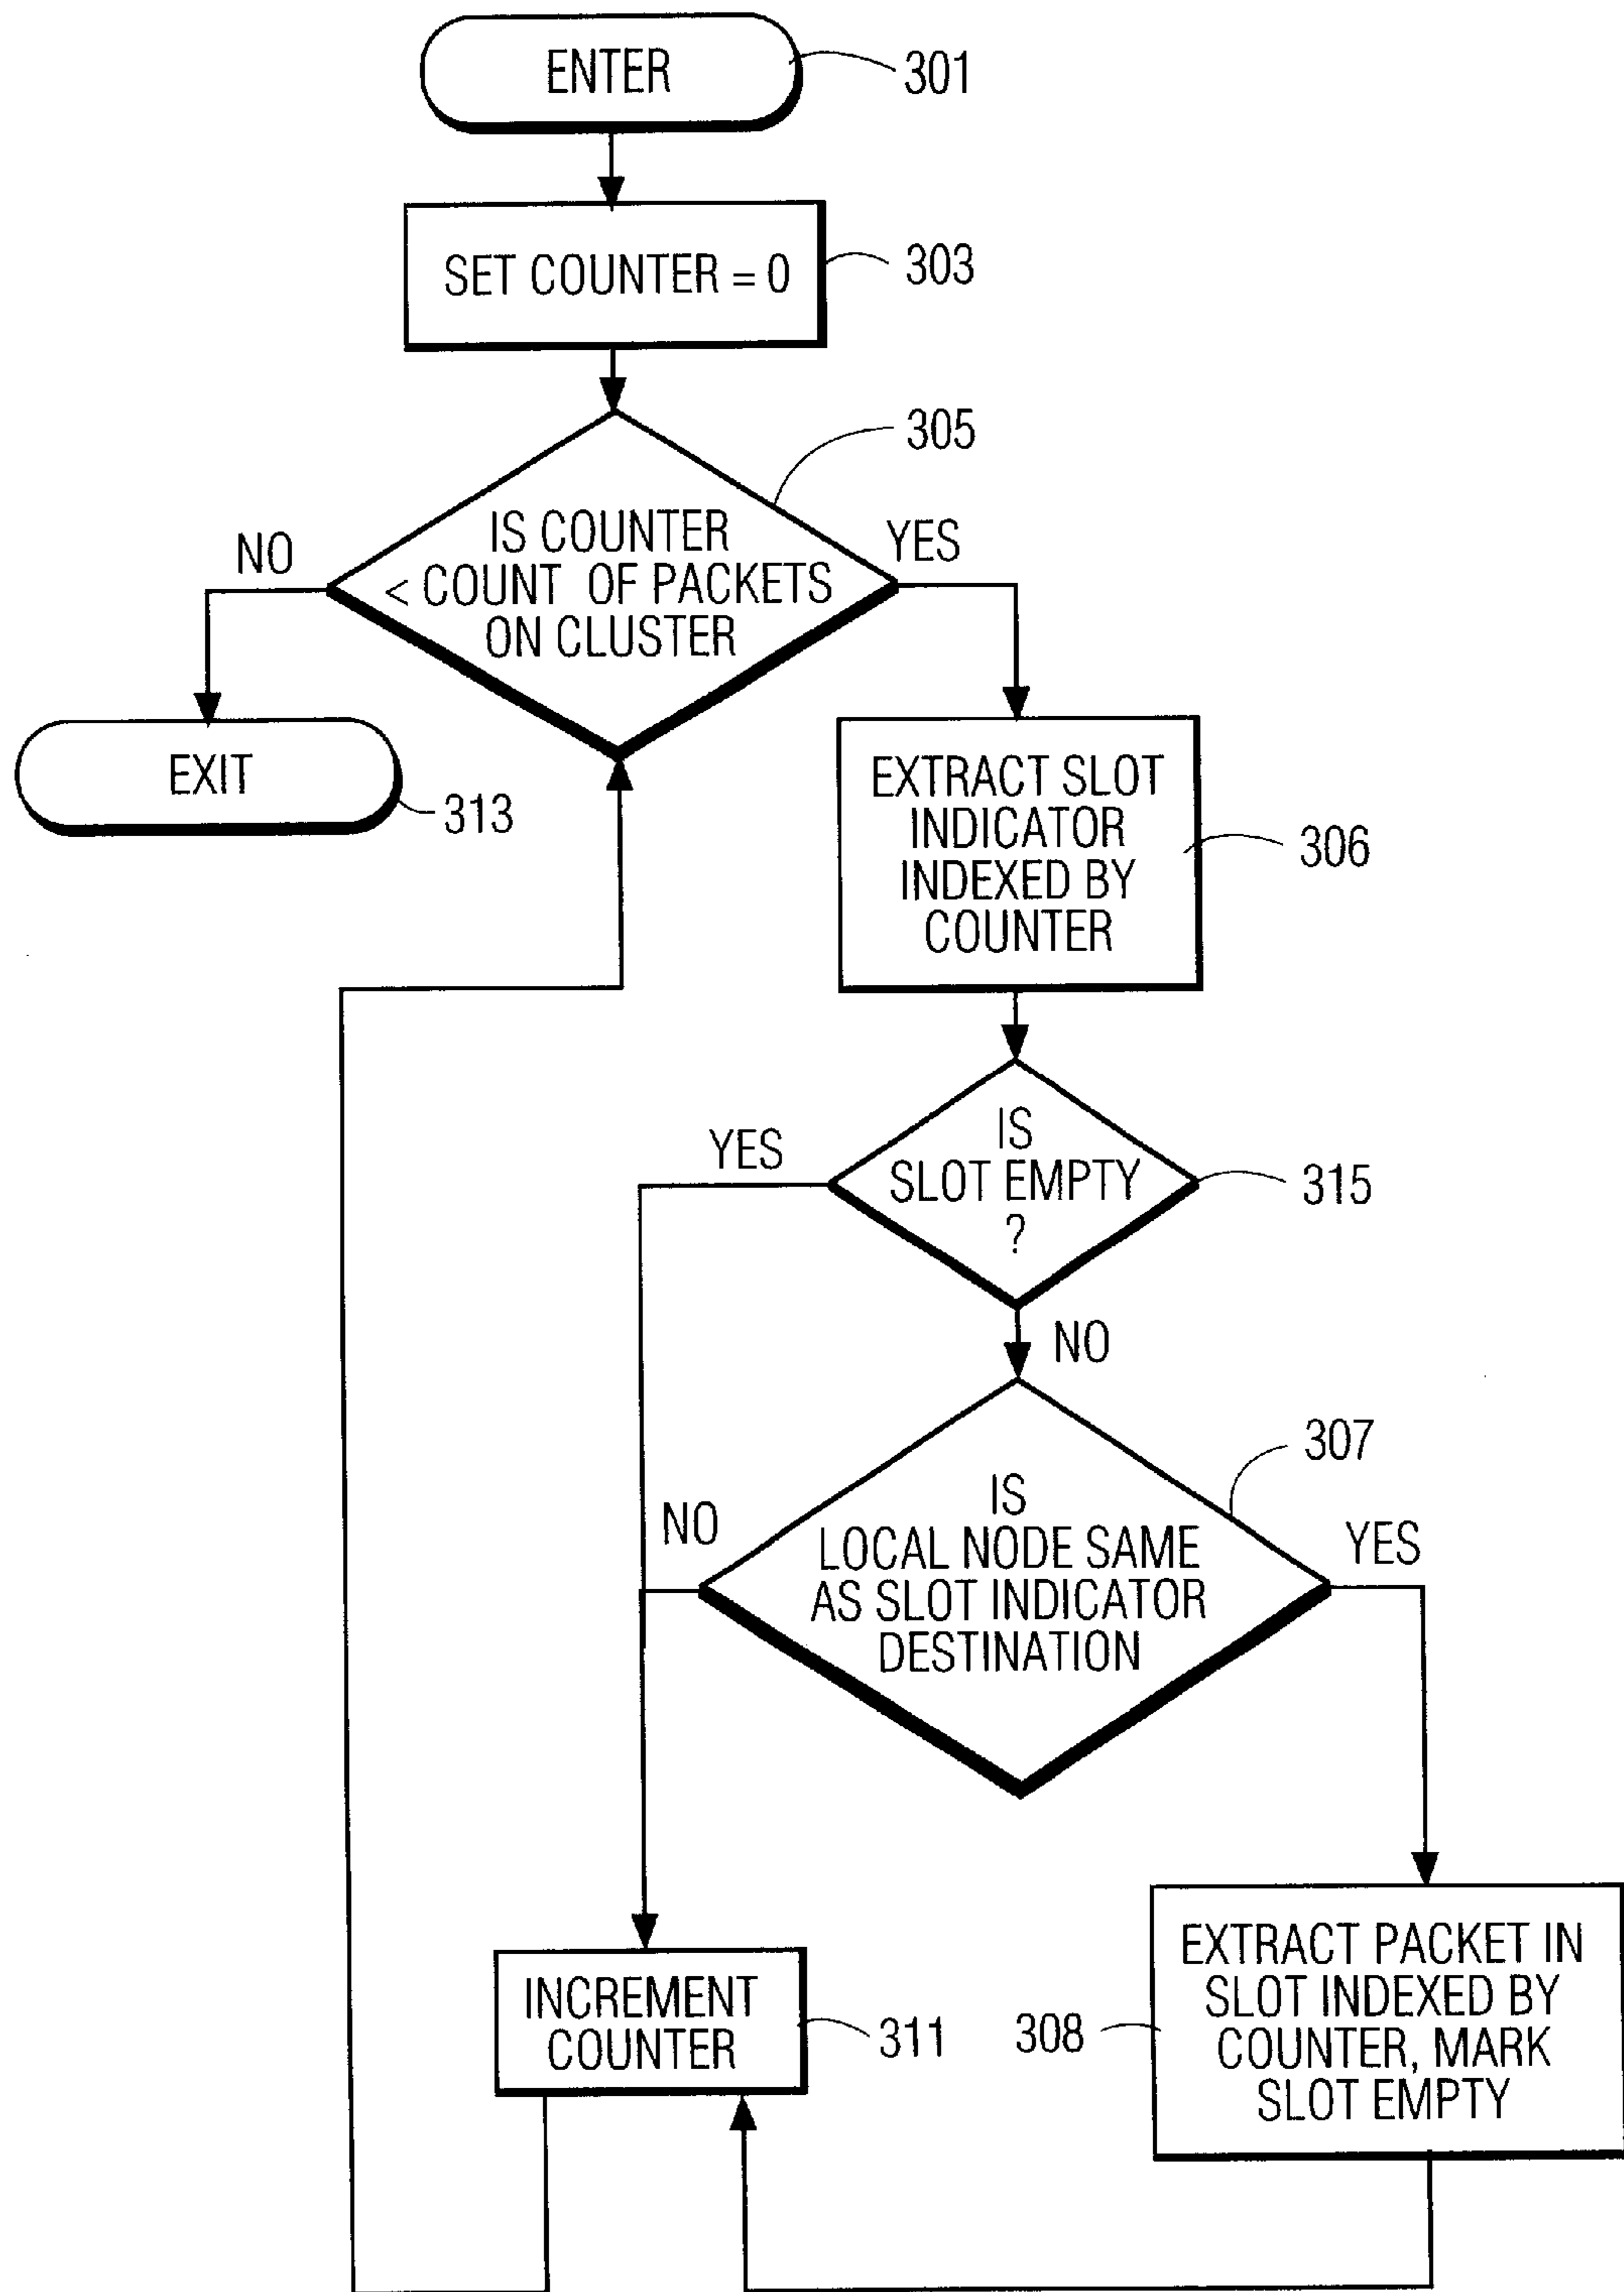 ENTER
301
SET COUNTER = 0
303
305
IS COUNTER
< COUNT OF PACKETS
ON CLUSTER
NO
YES
EXIT
313
EXTRACT SLOT
INDICATOR
INDEXED BY
COUNTER
306
IS
SLOT EMPTY
?
YES
315
NO
307
IS
LOCAL NODE SAME
AS SLOT INDICATOR
DESTINATION
NO
YES
INCREMENT
COUNTER
311
308
EXTRACT PACKET IN
SLOT INDEXED BY
COUNTER, MARK
SLOT EMPTY